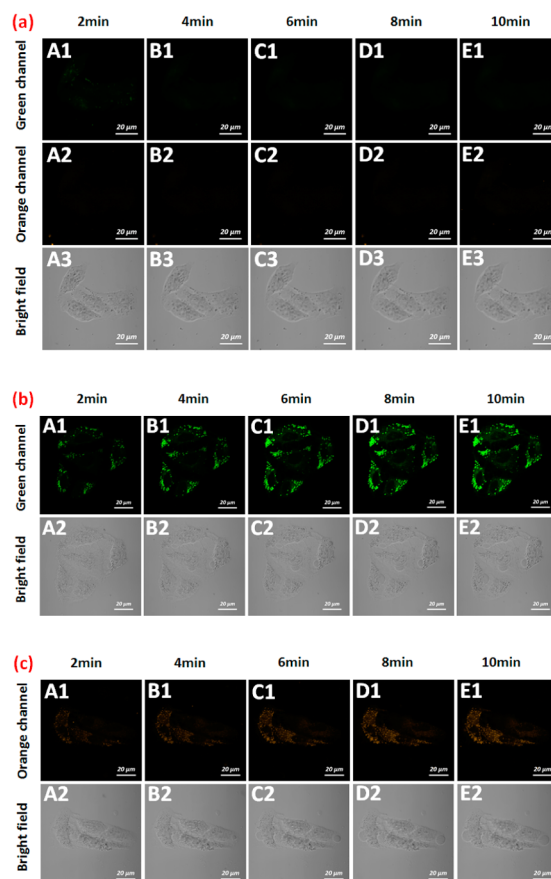 (a) 2min 4min 6min 8min 10min
Green channel A1 B1 C1 D1 E1
20 µm 20 µm 20 µm 20 µm 20 µm
Orange channel A2 B2 C2 D2 E2
20 µm 20 µm 20 µm 20 µm 20 µm
Bright field A3 B3 C3 D3 E3
20 µm 20 µm 20 µm 20 µm 20 µm
(b) 2min 4min 6min 8min 10min
Green channel A1 B1 C1 D1 E1
20 µm 20 µm 20 µm 20 µm 20 µm
Bright field A2 B2 C2 D2 E2
20 µm 20 µm 20 µm 20 µm 20 µm
(c) 2min 4min 6min 8min 10min
Orange channel A1 B1 C1 D1 E1
20 µm 20 µm 20 µm 20 µm 20 µm
Bright field A2 B2 C2 D2 E2
20 µm 20 µm 20 µm 20 µm 20 µm